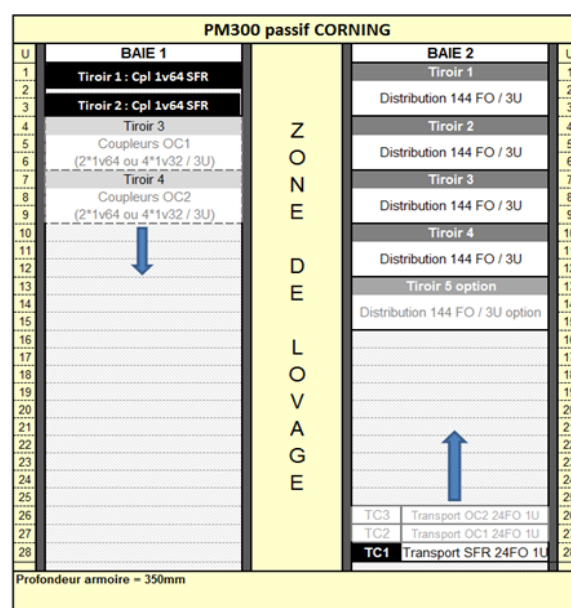 PM300 passif CORNING
U BAIE 1 BAIE 2 U
1 Tiroir 1 : Cpl 1v64 SFR Tiroir 1 1
2 Distribution 144 FO / 3U 2
3 Tiroir 2 : Cpl 1v64 SFR 3
4 Tiroir 3 Tiroir 2 4
5 Coupleurs OC1 Distribution 144 FO / 3U 5
6 (2*1v64 ou 4*1v32 / 3U) 6
7 Tiroir 4 Tiroir 3 7
8 Coupleurs OC2 Distribution 144 FO / 3U 8
9 (2*1v64 ou 4*1v32 / 3U) 9
10 Tiroir 4 10
11 Distribution 144 FO / 3U 11
12 12
13 Tiroir 5 option 13
14 Distribution 144 FO / 3U option 14
15 15
16 16
17 17
18 18
19 19
20 20
21 21
22 22
23 23
24 24
25 25
26 TC3 Transport OC2 24FO 1U 26
27 TC2 Transport OC1 24FO 1U 27
28 TC1 Transport SFR 24FO 1U 28
ZONE DE LOVAGE
Profondeur armoire = 350mm